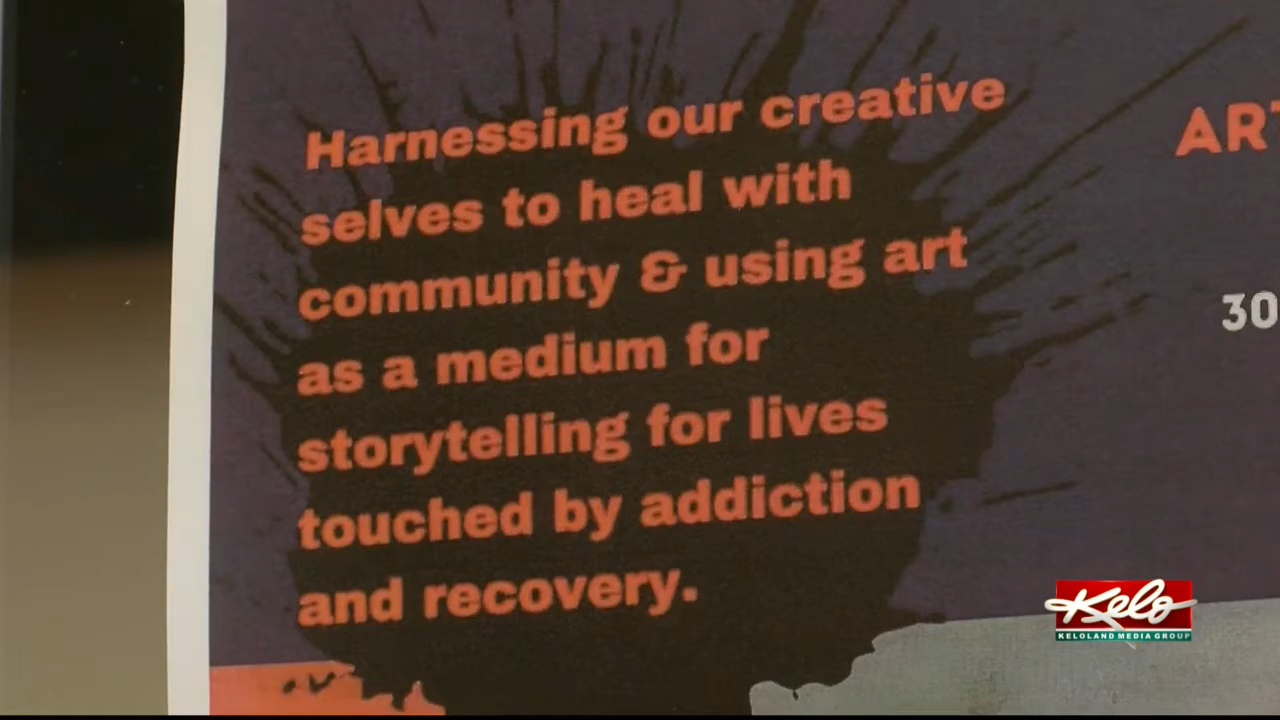 Harnessing our creative
selves to heal with
community & using art
as a medium for
storytelling for lives
touched by addiction
and recovery.
30
Kelo
KELOLAND MEDIA GROUP